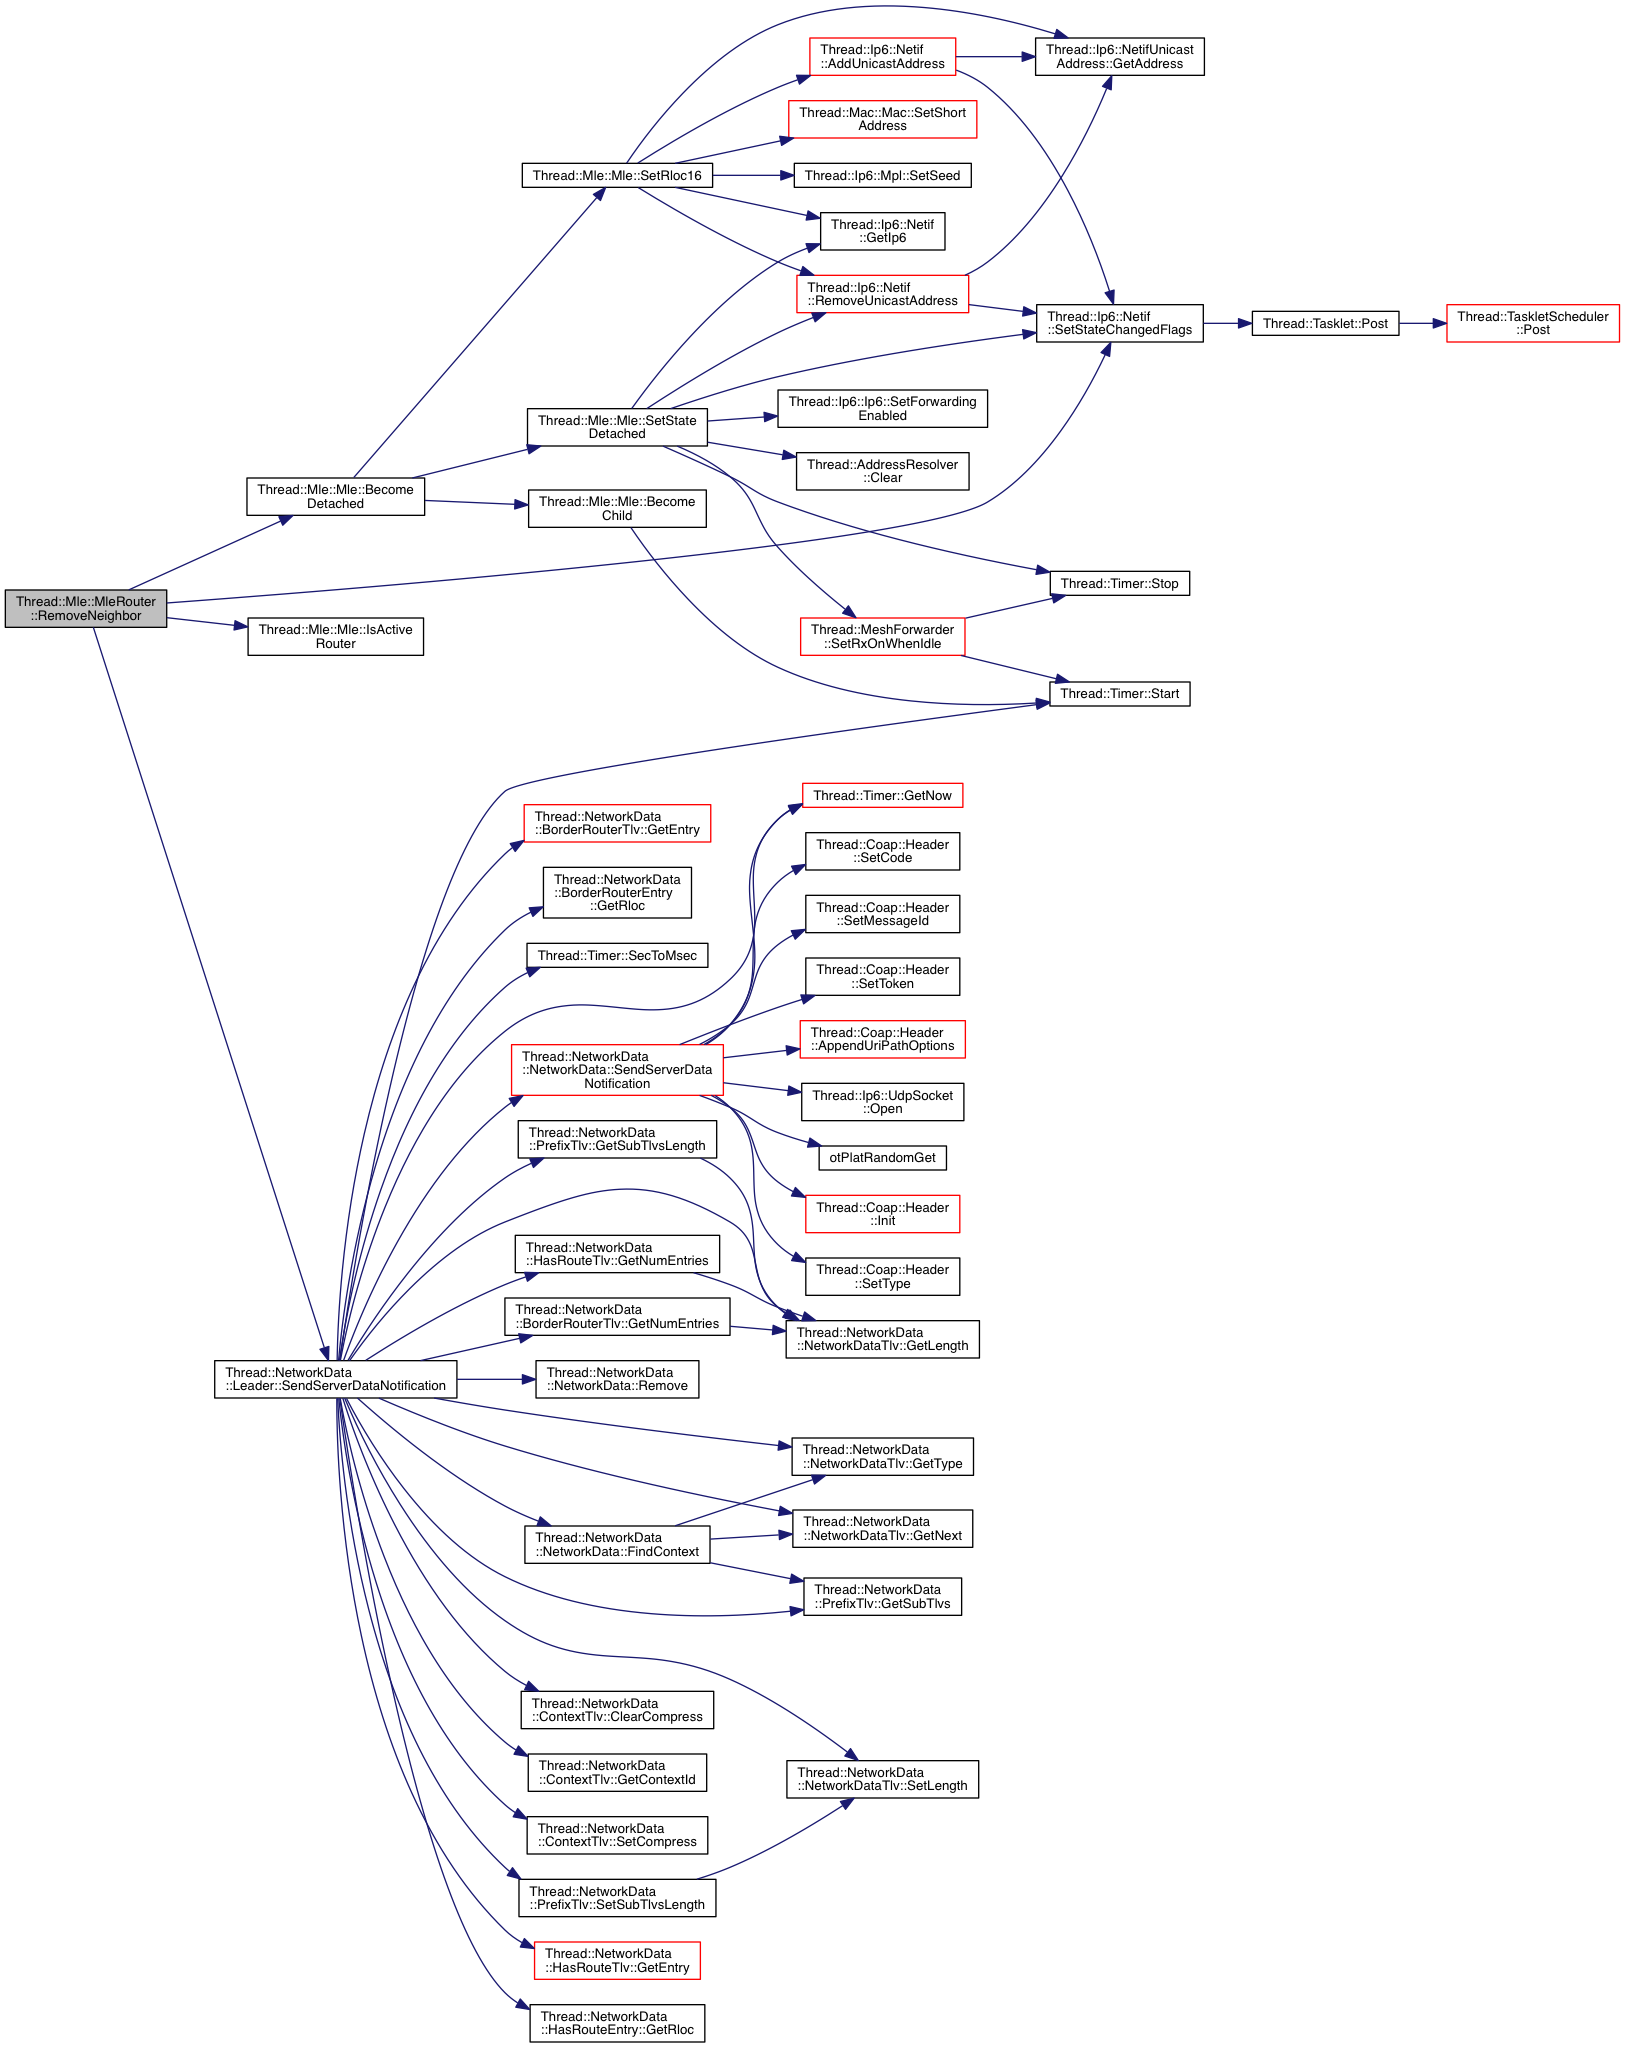 Thread::Ip6::Netif
::AddUnicastAddress
Thread::Ip6::NetifUnicast
Address::GetAddress
Thread::Mac::Mac::SetShort
Address
Thread::Mle::Mle::SetRloc16
Thread::Ip6::Mpl::SetSeed
Thread::Ip6::Netif
::GetIp6
Thread::Ip6::Netif
::RemoveUnicastAddress
Thread::Ip6::Netif
::SetStateChangedFlags
Thread::Tasklet::Post
Thread::TaskletScheduler
::Post
Thread::Mle::Mle::SetState
Detached
Thread::Ip6::Ip6::SetForwarding
Enabled
Thread::AddressResolver
::Clear
Thread::Mle::Mle::Become
Detached
Thread::Mle::Mle::Become
Child
Thread::Timer::Stop
Thread::Mle::MleRouter
::RemoveNeighbor
Thread::Mle::Mle::IsActive
Router
Thread::MeshForwarder
::SetRxOnWhenIdle
Thread::Timer::Start
Thread::Timer::GetNow
Thread::NetworkData
::BorderRouterTlv::GetEntry
Thread::Coap::Header
::SetCode
Thread::NetworkData
::BorderRouterEntry
::GetRloc
Thread::Coap::Header
::SetMessageId
Thread::Timer::SecToMsec
Thread::Coap::Header
::SetToken
Thread::NetworkData
::NetworkData::SendServerData
Notification
Thread::Coap::Header
::AppendUriPathOptions
Thread::Ip6::UdpSocket
::Open
Thread::NetworkData
::PrefixTlv::GetSubTlvsLength
otPlatRandomGet
Thread::Coap::Header
::Init
Thread::NetworkData
::HasRouteTlv::GetNumEntries
Thread::Coap::Header
::SetType
Thread::NetworkData
::BorderRouterTlv::GetNumEntries
Thread::NetworkData
::NetworkDataTlv::GetLength
Thread::NetworkData
::Leader::SendServerDataNotification
Thread::NetworkData
::NetworkData::Remove
Thread::NetworkData
::NetworkDataTlv::GetType
Thread::NetworkData
::NetworkData::FindContext
Thread::NetworkData
::NetworkDataTlv::GetNext
Thread::NetworkData
::PrefixTlv::GetSubTlvs
Thread::NetworkData
::ContextTlv::ClearCompress
Thread::NetworkData
::ContextTlv::GetContextId
Thread::NetworkData
::NetworkDataTlv::SetLength
Thread::NetworkData
::ContextTlv::SetCompress
Thread::NetworkData
::PrefixTlv::SetSubTlvsLength
Thread::NetworkData
::HasRouteTlv::GetEntry
Thread::NetworkData
::HasRouteEntry::GetRloc